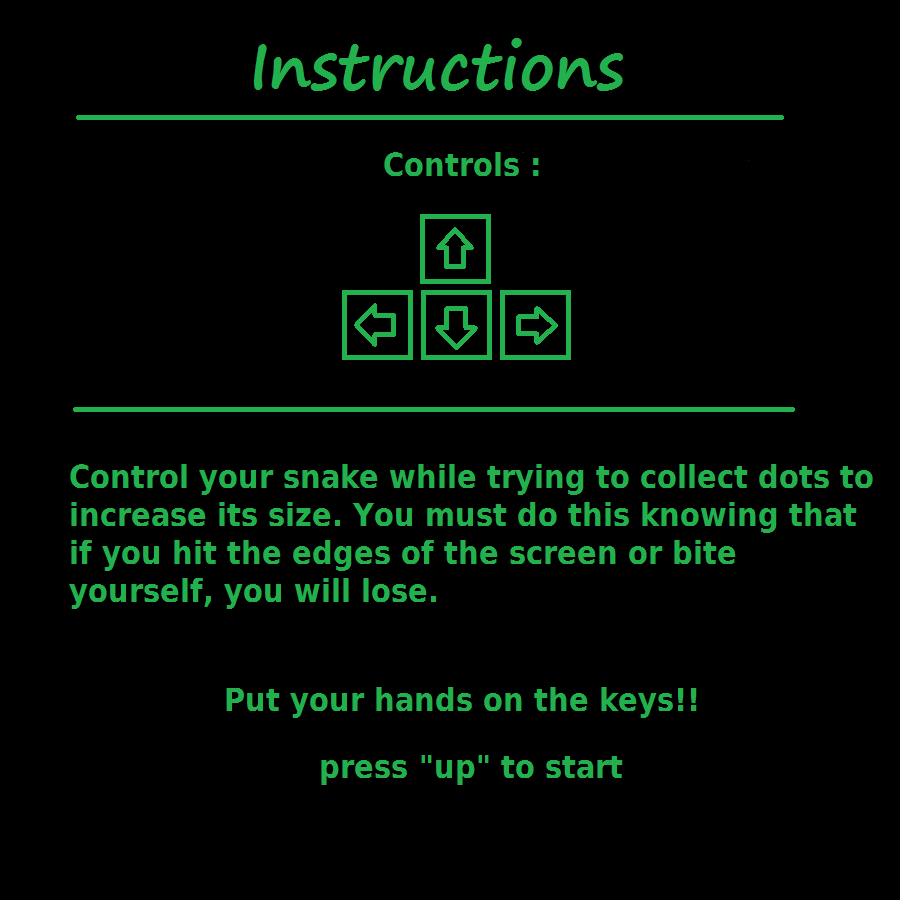 Instructions
Controls :
Control your snake while trying to collect dots to
increase its size. You must do this knowing that
if you hit the edges of the screen or bite
yourself, you will lose.
Put your hands on the keys!!
press "up" to start